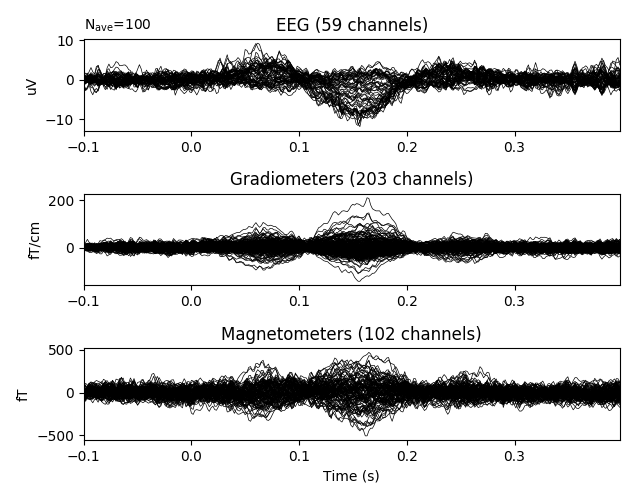 N_ave=100
EEG (59 channels)
10
0
−10
uV
−0.1 0.0 0.1 0.2 0.3
Gradiometers (203 channels)
200
0
fT/cm
−0.1 0.0 0.1 0.2 0.3
Magnetometers (102 channels)
500
0
−500
fT
−0.1 0.0 0.1 0.2 0.3
Time (s)